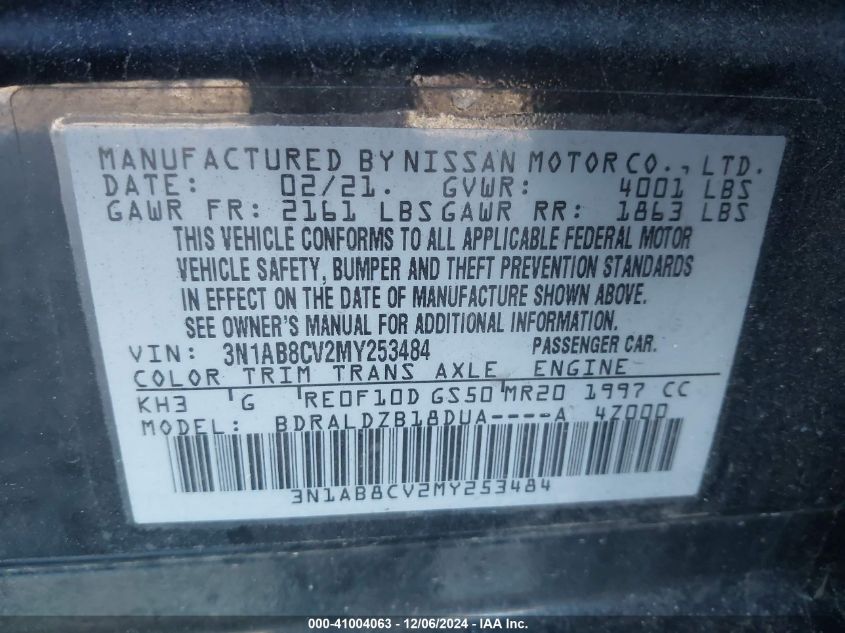 MANUFACTURED BY NISSAN MOTOR CO., LTD.
DATE: 02/21. GVWR: 4001 LBS
GAWR FR: 2161 LBS GAWR RR: 1863 LBS
THIS VEHICLE CONFORMS TO ALL APPLICABLE FEDERAL MOTOR
VEHICLE SAFETY, BUMPER AND THEFT PREVENTION STANDARDS
IN EFFECT ON THE DATE OF MANUFACTURE SHOWN ABOVE.
SEE OWNER'S MANUAL FOR ADDITIONAL INFORMATION.
VIN: 3N1AB8CV2MY253484 PASSENGER CAR.
COLOR TRIM TRANS AXLE ENGINE
KH3 G RE0F10D GS50 MR20 1997 CC
MODEL: BDRALDZB18DUA----A 4Z000
3N1AB8CV2MY253484
000-41004063 - 12/06/2024 - IAA Inc.